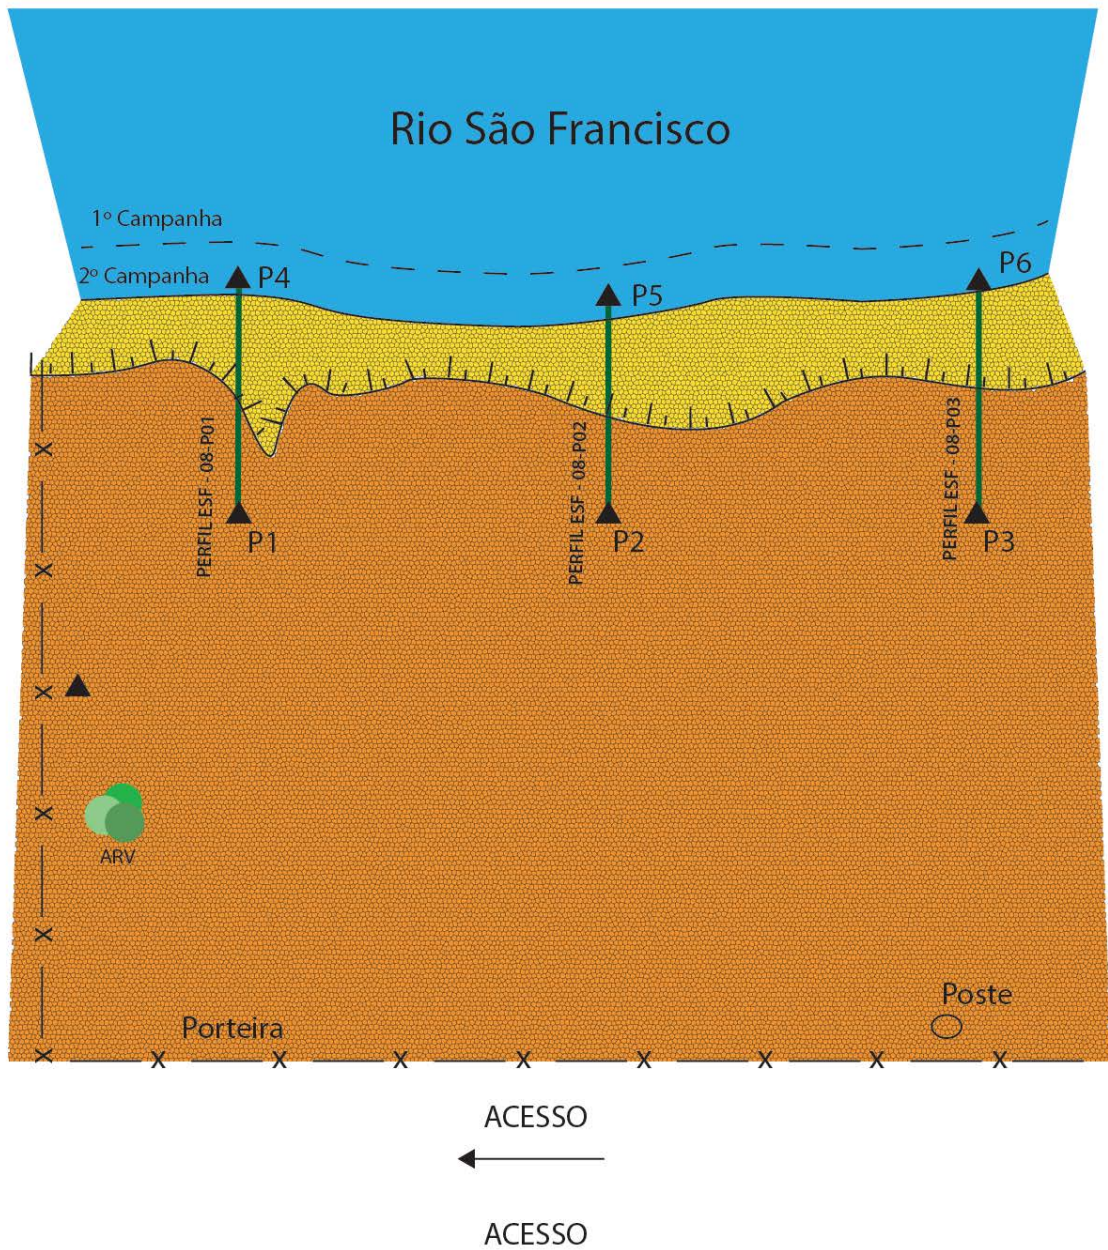 Rio São Francisco
1º Campanha
2º Campanha
P4
P5
P6
PERFIL ESF - 08-P01
PERFIL ESF - 08-P02
PERFIL ESF - 08-P03
P1
P2
P3
X
X
X
X
ARV
X
Poste
Porteira
X
X
X
X
X
X
X
X
X
ACESSO
ACESSO